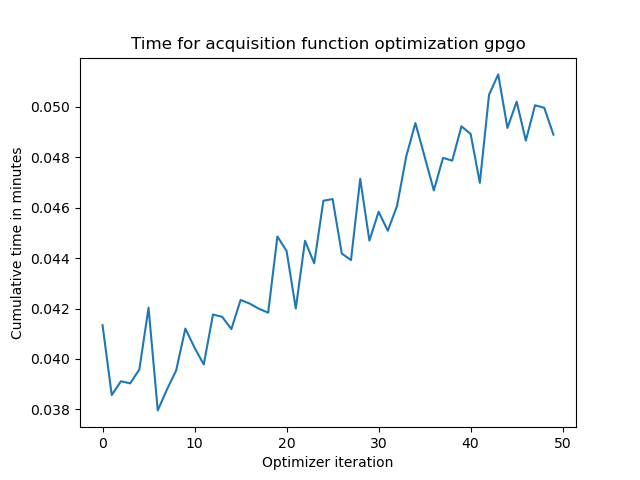 Time for acquisition function optimization gpgo
Cumulative time in minutes
0.050
0.048
0.046
0.044
0.042
0.040
0.038
0 10 20 30 40 50
Optimizer iteration